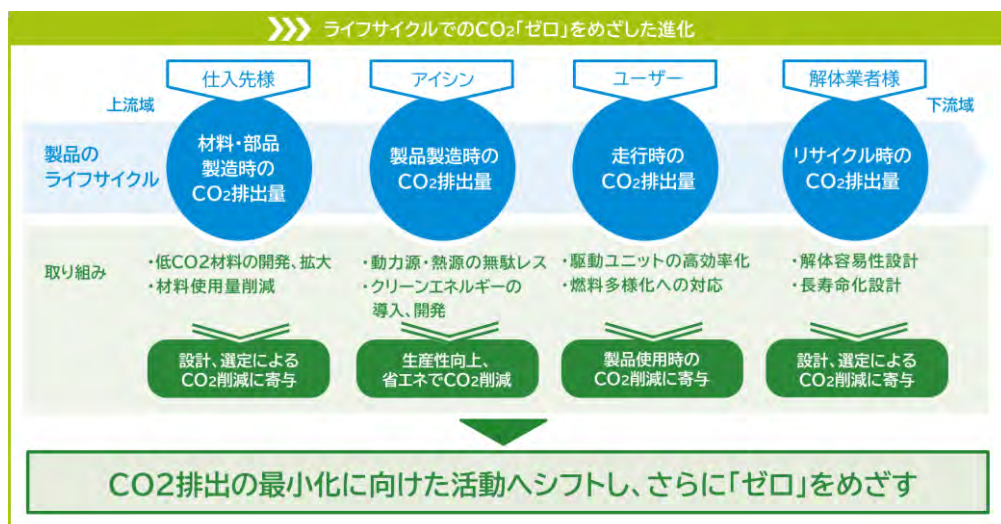 ライフサイクルでのCO2「ゼロ」をめざした進化
仕入先様
アイシン
ユーザー
解体業者様
上流域
下流域
製品の
ライフサイクル
材料・部品
製造時の
CO2排出量
製品製造時の
CO2排出量
走行時の
CO2排出量
リサイクル時の
CO2排出量
取り組み
・低CO2材料の開発、拡大
・材料使用量削減
・動力源・熱源の無駄レス
・クリーンエネルギーの
導入、開発
・駆動ユニットの高効率化
・燃料多様化への対応
・解体容易性設計
・長寿命化設計
設計、選定による
CO2削減に寄与
生産性向上、
省エネでCO2削減
製品使用時の
CO2削減に寄与
設計、選定による
CO2削減に寄与
CO2排出の最小化に向けた活動へシフトし、さらに「ゼロ」をめざす